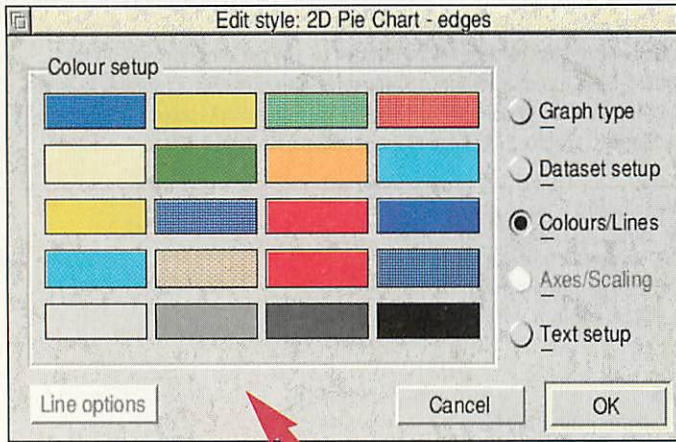 Edit style: 2D Pie Chart - edges
Colour setup
Graph type
Dataset setup
Colours/Lines
Axes/Scaling
Text setup
Line options
Cancel
OK